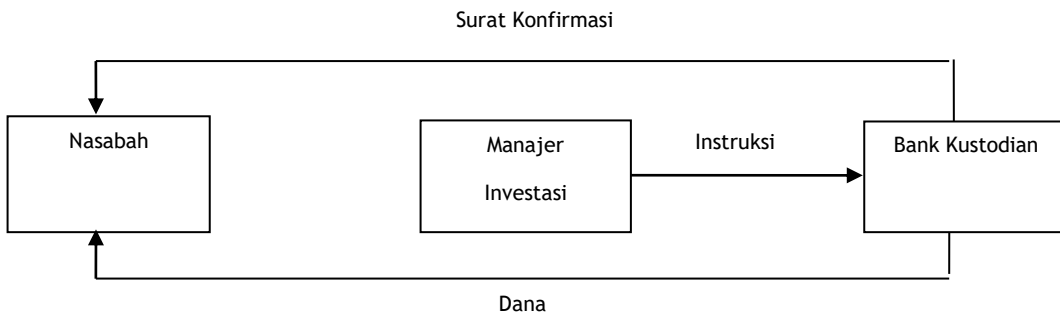 Surat Konfirmasi
Nasabah
Manajer
Investasi
Instruksi
Bank Kustodian
Dana